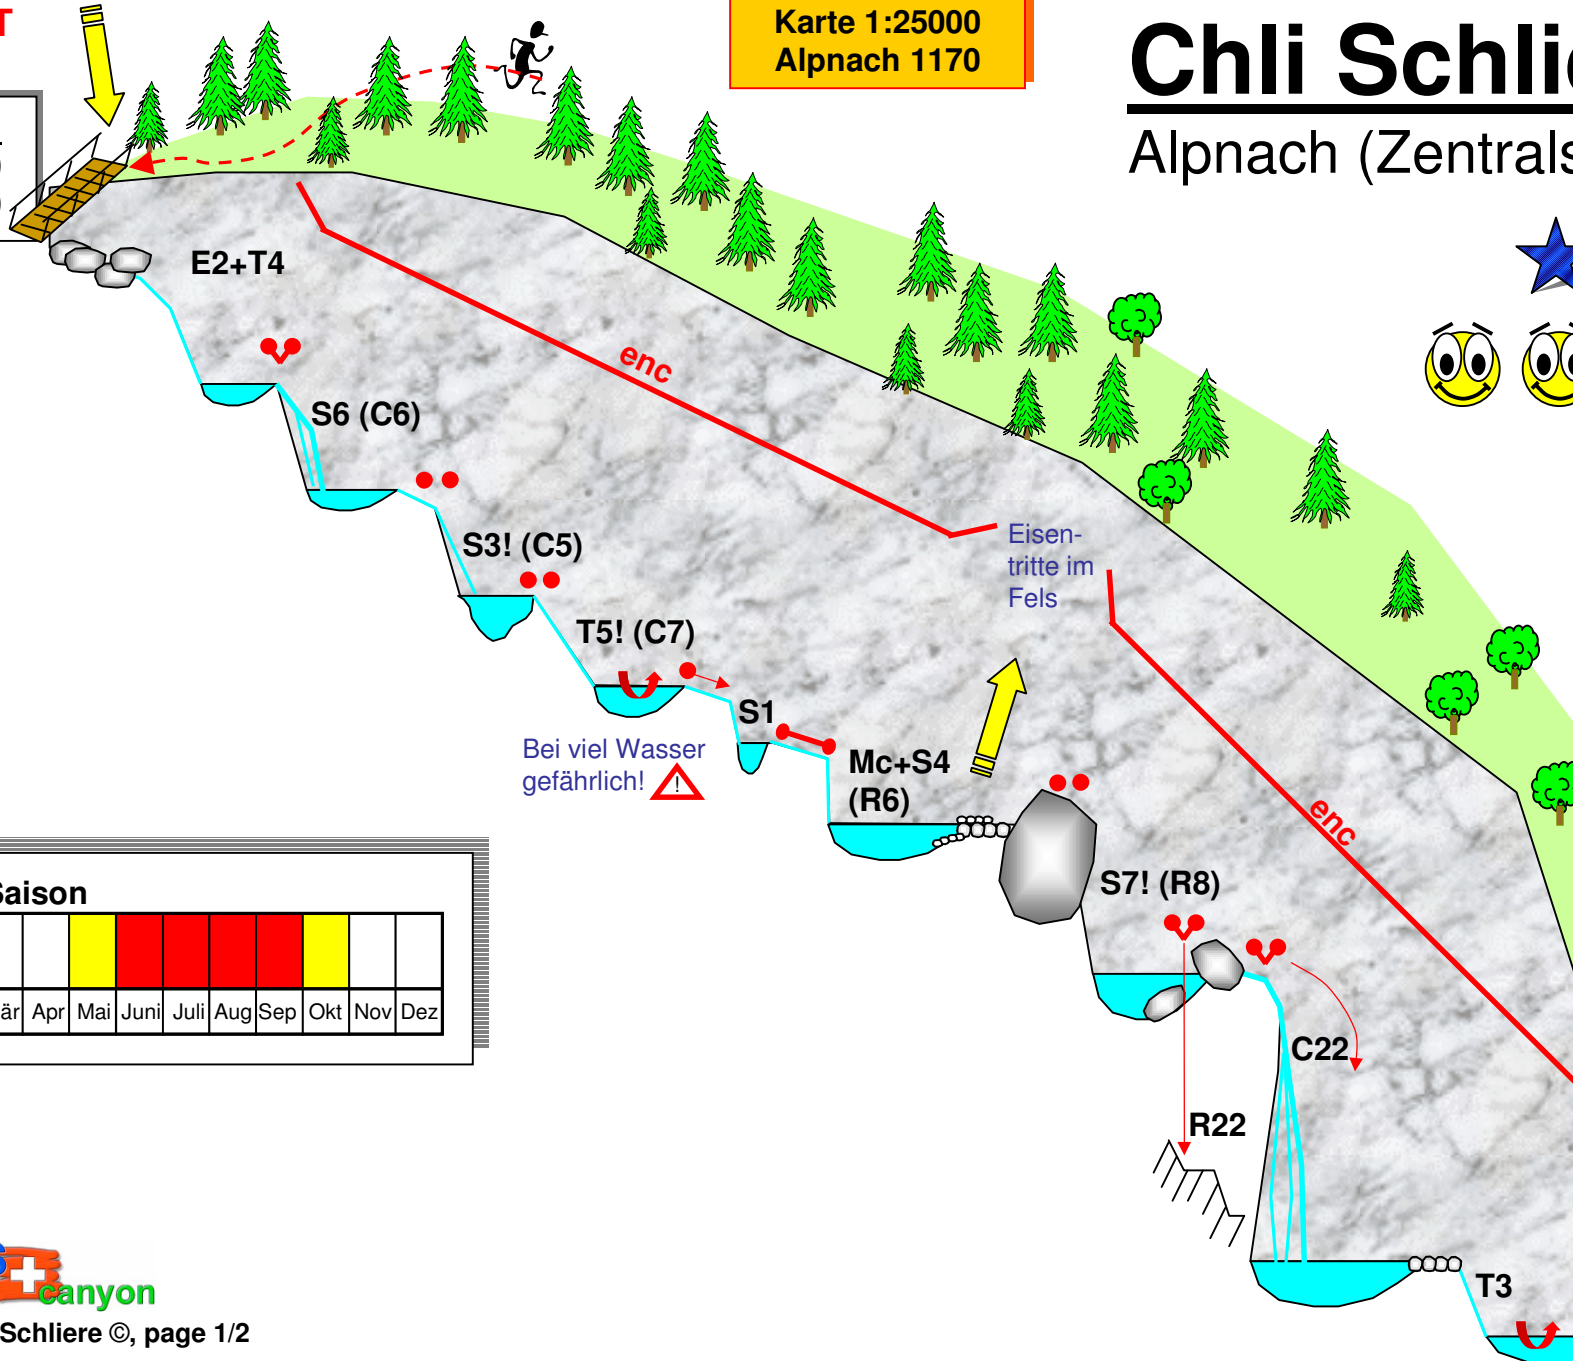 T
Karte 1:25000
Alpnach 1170
Chli Schlie
Alpnach (Zentrals
E2+T4
enc
S6 (C6)
S3! (C5)
Eisen-
tritte im
Fels
T5! (C7)
S1
Bei viel Wasser
gefährlich!
!
Mc+S4
(R6)
enc
S7! (R8)
Saison
är Apr Mai Juni Juli Aug Sep Okt Nov Dez
C22
R22
T3
canyon
Schliere ©, page 1/2